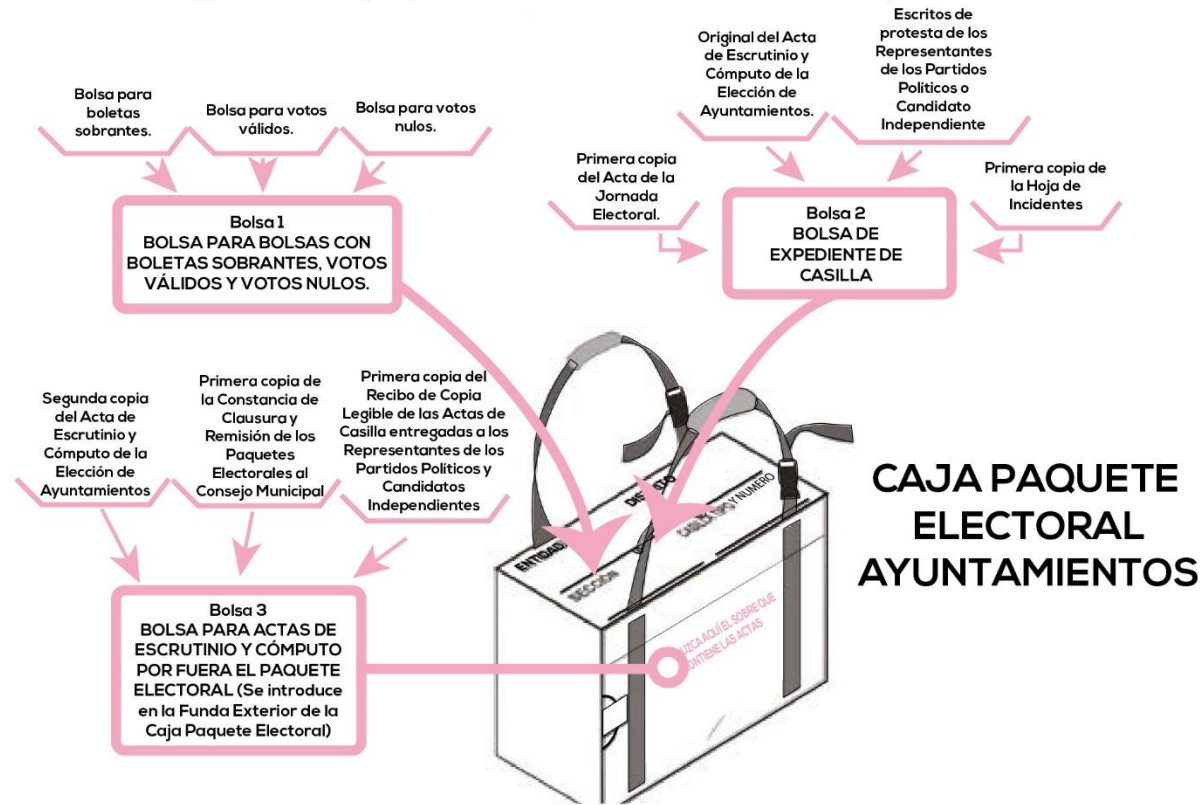 Bolsa para
boletas
sobrantes.
Bolsa para votos
válidos.
Bolsa para votos
nulos.
Bolsa 1
BOLSA PARA BOLSAS CON
BOLETAS SOBRANTES, VOTOS
VÁLIDOS Y VOTOS NULOS.
Primera copia
del Acta de la
Jornada
Electoral.
Original del Acta
de Escrutinio y
Cómputo de la
Elección de
Ayuntamientos.
Escritos de
protesta de los
Representantes
de los Partidos
Políticos o
Candidato
Independiente
Primera copia de
la Hoja de
Incidentes
Bolsa 2
BOLSA DE
EXPEDIENTE DE
CASILLA
Segunda copia
del Acta de
Escrutinio y
Cómputo de la
Elección de
Ayuntamientos
Primera copia de
la Constancia de
Clausura y
Remisión de los
Paquetes
Electorales al
Consejo Municipal
Primera copia del
Recibo de Copia
Legible de las Actas de
Casilla entregadas a los
Representantes de los
Partidos Políticos y
Candidatos
Independientes
Bolsa 3
BOLSA PARA ACTAS DE
ESCRUTINIO Y CÓMPUTO
POR FUERA EL PAQUETE
ELECTORAL (Se introduce
en la Funda Exterior de la
Caja Paquete Electoral)
ENTIDAD
SECCIÓN
CASILLA TIPO Y NUMERO
AQUÍ EL SOBRE QUE
LAS ACTAS
CAJA PAQUETE
ELECTORAL
AYUNTAMIENTOS